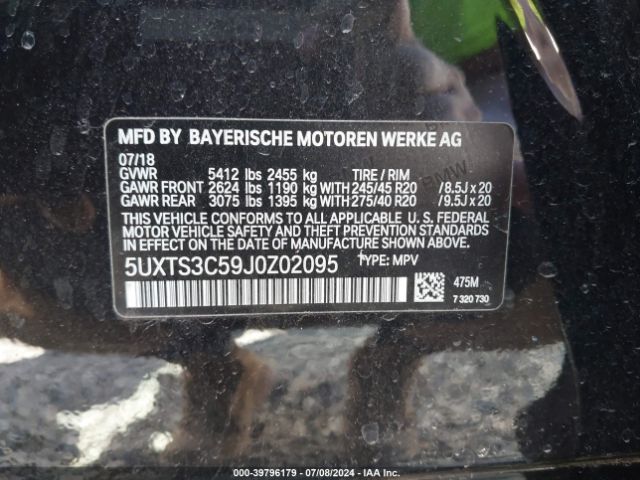 MFD BY BAYERISCHE MOTOREN WERKE AG
07/18
GVWR 5412 lbs 2455 kg TIRE / RIM
GAWR FRONT 2624 lbs 1190 kg WITH 245/45 R20 /8.5J x 20
GAWR REAR 3075 lbs 1395 kg WITH 275/40 R20 /9.5J x 20
THIS VEHICLE CONFORMS TO ALL APPLICABLE U. S. FEDERAL
MOTOR VEHICLE SAFETY AND THEFT PREVENTION STANDARDS
IN EFFECT ON THE DATE OF MANUFACTURE SHOWN ABOVE.
5UXTS3C59J0Z02095 TYPE: MPV
475M
7 320 730
BMW
BMW
000-39796179 - 07/08/2024 - IAA Inc.